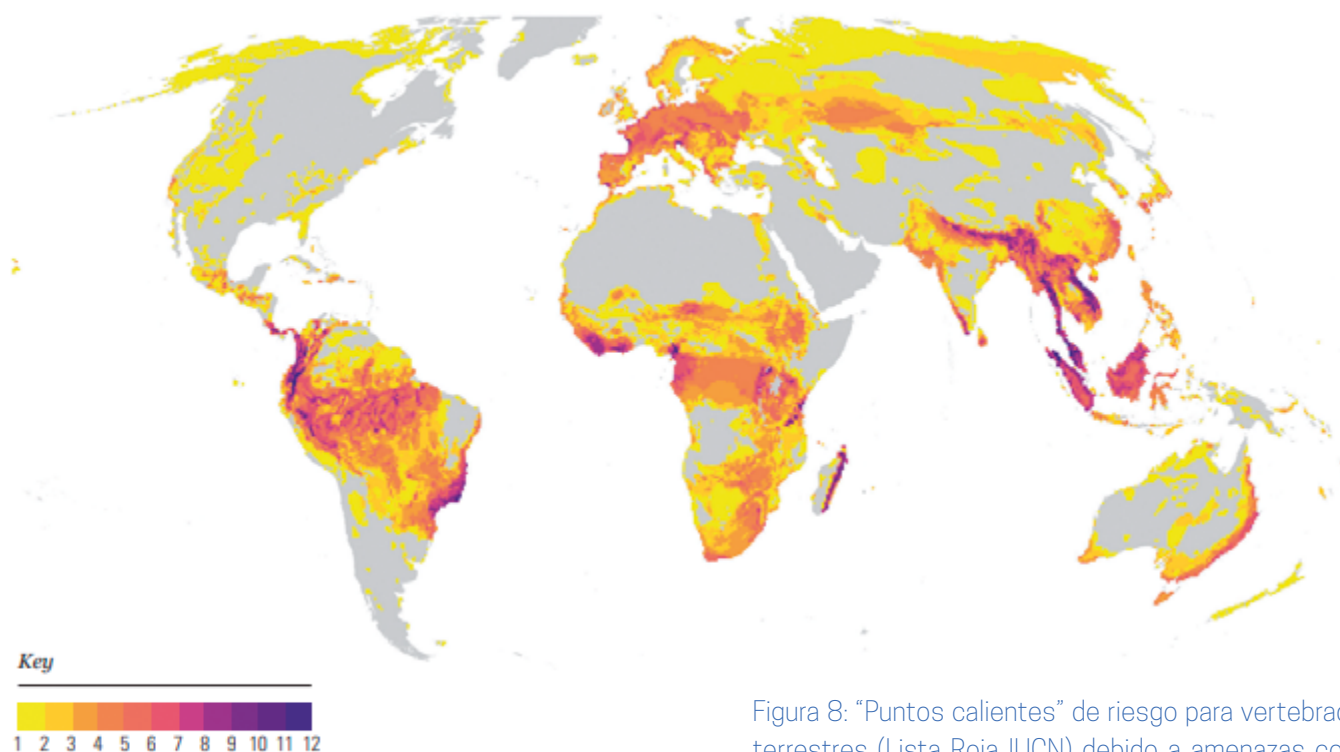 Key
1 2 3 4 5 6 7 8 9 10 11 12
Figura 8: “Puntos calientes” de riesgo para
terrestres (Lista Roja IUCN) debido a amenazas